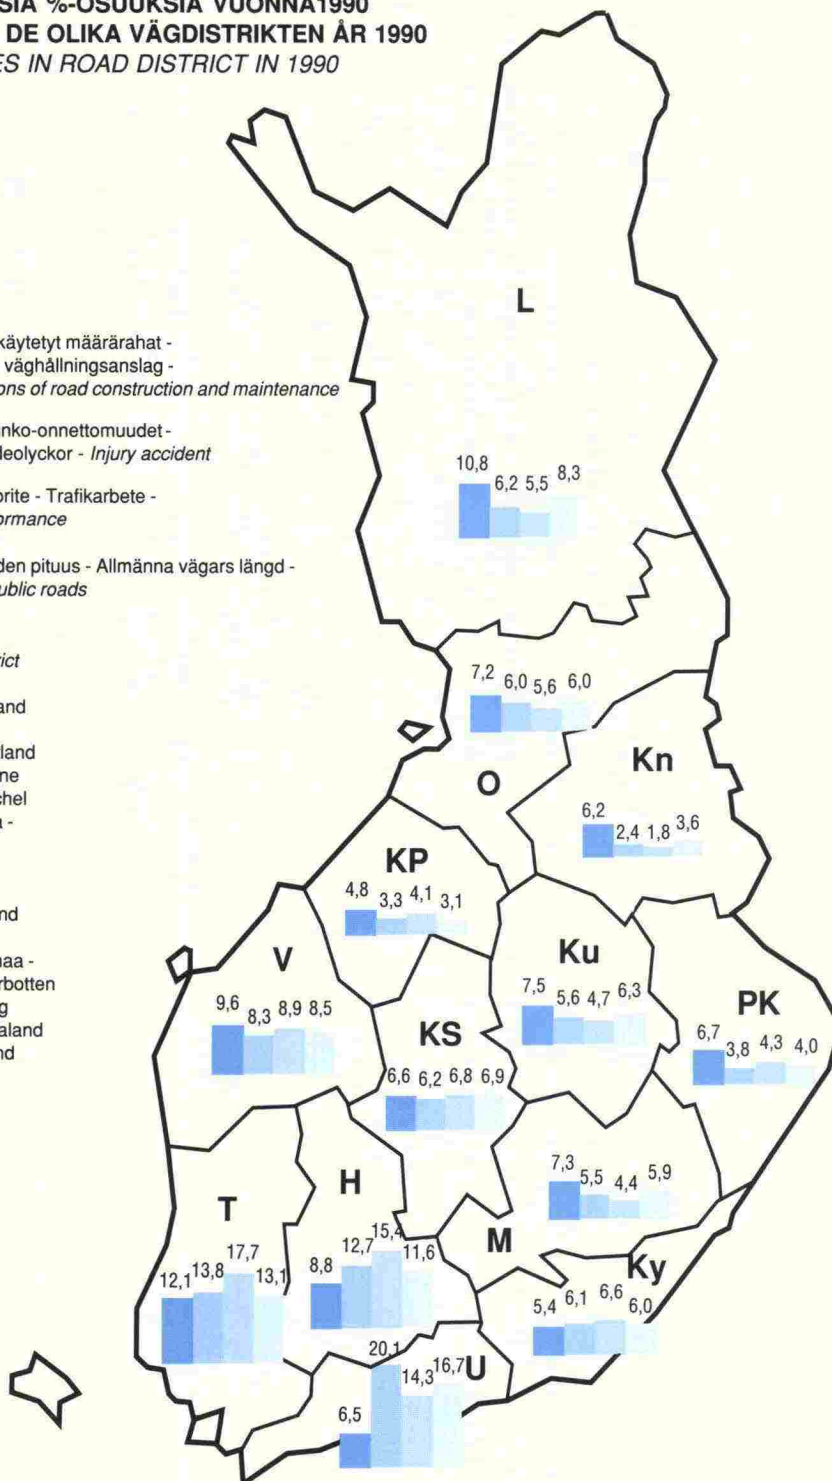 SIA %-OSUUKSIA VUONNA1990
DE OLIKA VÄGDISTRIKTEN ÅR 1990
ES IN ROAD DISTRICT IN 1990
käytetyt määrärahat -
väghållningsanslag -
ons of road construction and maintenance
nko-onnettomuudet -
deolyckor - Injury accident
orite - Trafikarbete -
ormance
den pituus - Allmänna vägars längd -
ublic roads
rict
and
tland
ne
chel
a -
nd
naa -
rbotten
g
aland
nd
L
10,8 6,2 5,5 8,3
7,2 6,0 5,6 6,0
O
Kn
6,2 2,4 1,8 3,6
KP
4,8 3,3 4,1 3,1
V
9,6 8,3 8,9 8,5
Ku
7,5 5,6 4,7 6,3
PK
6,7 3,8 4,3 4,0
KS
6,6 6,2 6,8 6,9
7,3 5,5 4,4 5,9
M
H
8,8 12,7 15,4 11,6
T
12,1 13,8 17,7 13,1
Ky
5,4 6,1 6,6 6,0
U
6,5 20,1 14,3 16,7